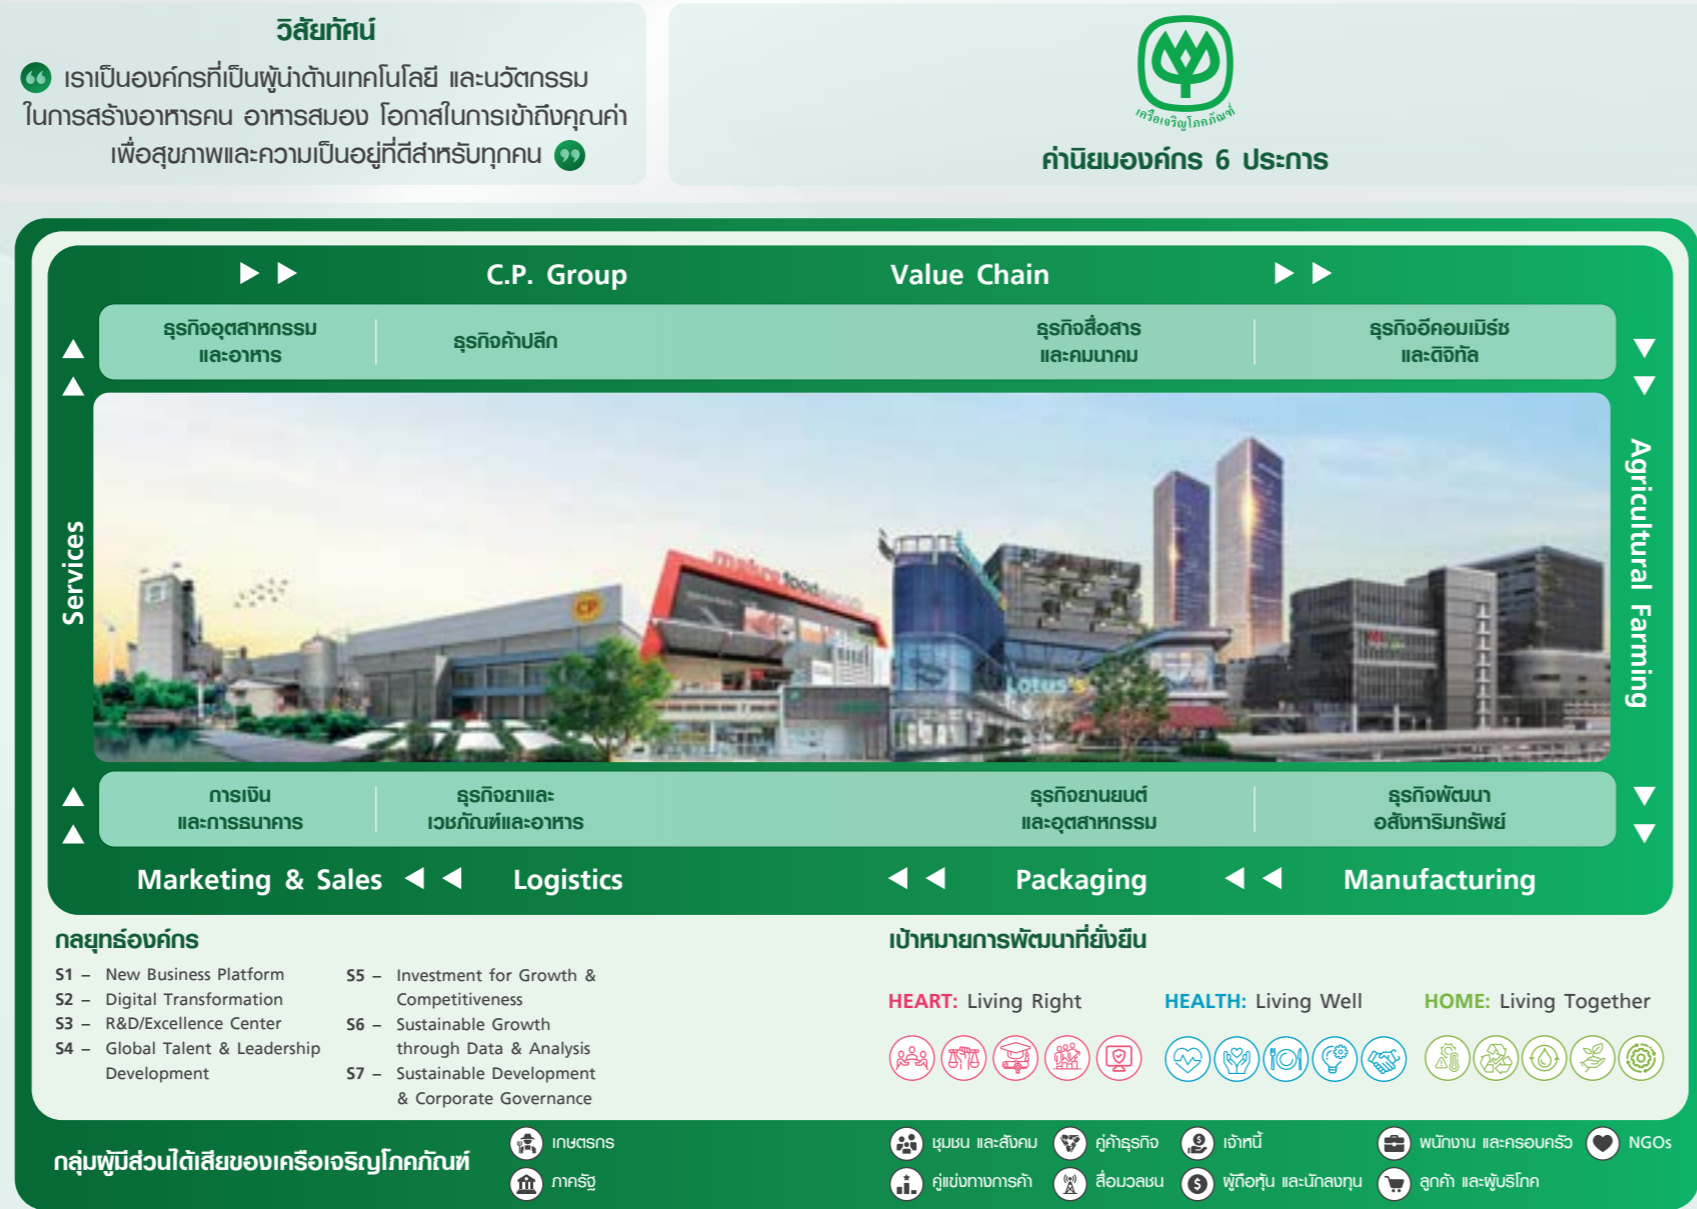 วิสัยทัศน์
เราเป็นองค์กรที่เป็นผู้นำด้านเทคโนโลยี และนวัตกรรม
ในการสร้างอาหารคน อาหารสมอง โอกาสในการเข้าถึงคุณค่า
เพื่อสุขภาพและความเป็นอยู่ที่ดีสำหรับทุกคน
เครือเจริญโภคภัณฑ์
ค่านิยมองค์กร 6 ประการ
C.P. Group Value Chain
ธุรกิจอุตสาหกรรม
และอาหาร
ธุรกิจค้าปลีก
ธุรกิจสื่อสาร
และคมนาคม
ธุรกิจอีคอมเมิร์ซ
และดิจิทัล
Services
Agricultural Farming
CP
makro
Lotus's
การเงิน
และการธนาคาร
ธุรกิจยาและ
เวชภัณฑ์และอาหาร
ธุรกิจยานยนต์
และอุตสาหกรรม
ธุรกิจพัฒนา
อสังหาริมทรัพย์
Marketing & Sales Logistics Packaging Manufacturing
กลยุทธ์องค์กร
S1 – New Business Platform
S2 – Digital Transformation
S3 – R&D/Excellence Center
S4 – Global Talent & Leadership
Development
S5 – Investment for Growth &
Competitiveness
S6 – Sustainable Growth
through Data & Analysis
S7 – Sustainable Development
& Corporate Governance
เป้าหมายการพัฒนาที่ยั่งยืน
HEART: Living Right
HEALTH: Living Well
HOME: Living Together
กลุ่มผู้มีส่วนได้เสียของเครือเจริญโภคภัณฑ์
เกษตรกร
ภาครัฐ
ชุมชน และสังคม
คู่ค้าธุรกิจ
เจ้าหนี้
พนักงาน และครอบครัว
NGOs
คู่แข่งทางการค้า
สื่อมวลชน
ผู้ถือหุ้น และนักลงทุน
ลูกค้า และผู้บริโภค